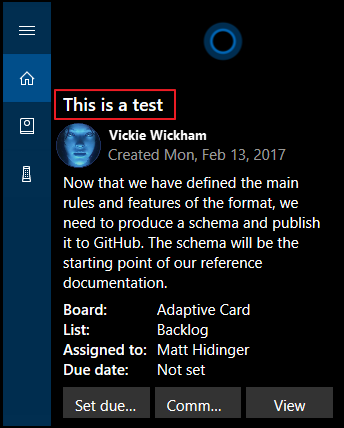 This is a test
Vickie Wickham
Created Mon, Feb 13, 2017
Now that we have defined the main
rules and features of the format, we
need to produce a schema and publish
it to GitHub. The schema will be the
starting point of our reference
documentation.
Board: Adaptive Card
List: Backlog
Assigned to: Matt Hidinger
Due date: Not set
Set due... Comm... View